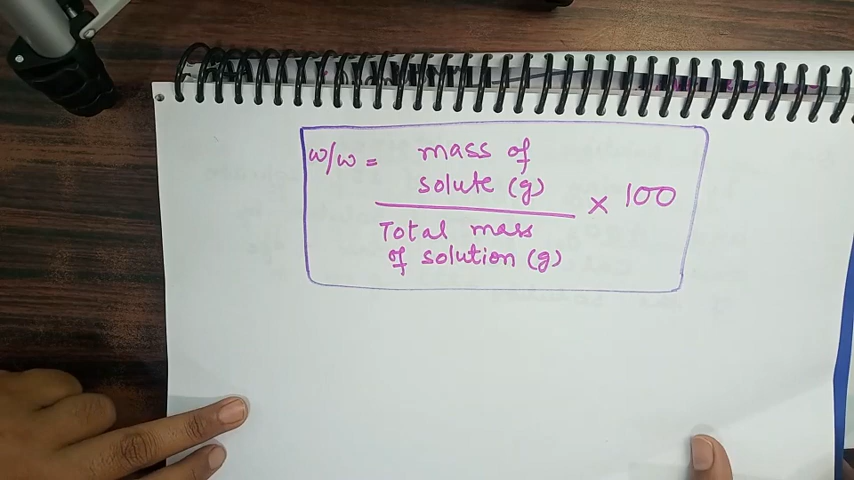 w/w = mass of
solute (g)
× 100
Total mass
of solution (g)